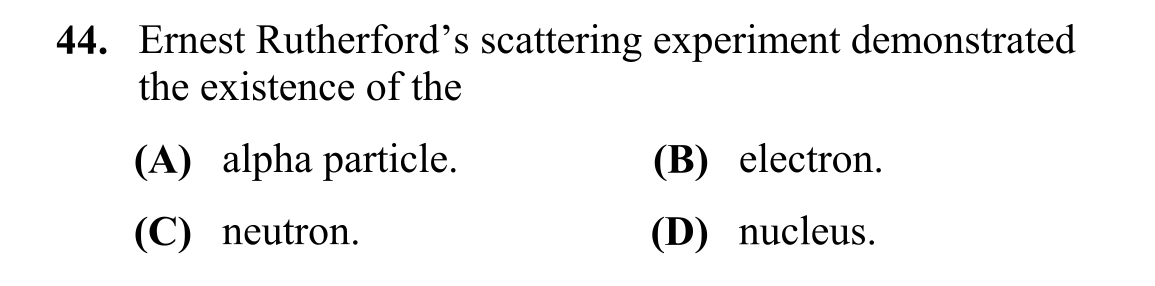 44. Ernest Rutherford’s scattering experiment demonstrated
the existence of the
(A) alpha particle. (B) electron.
(C) neutron. (D) nucleus.